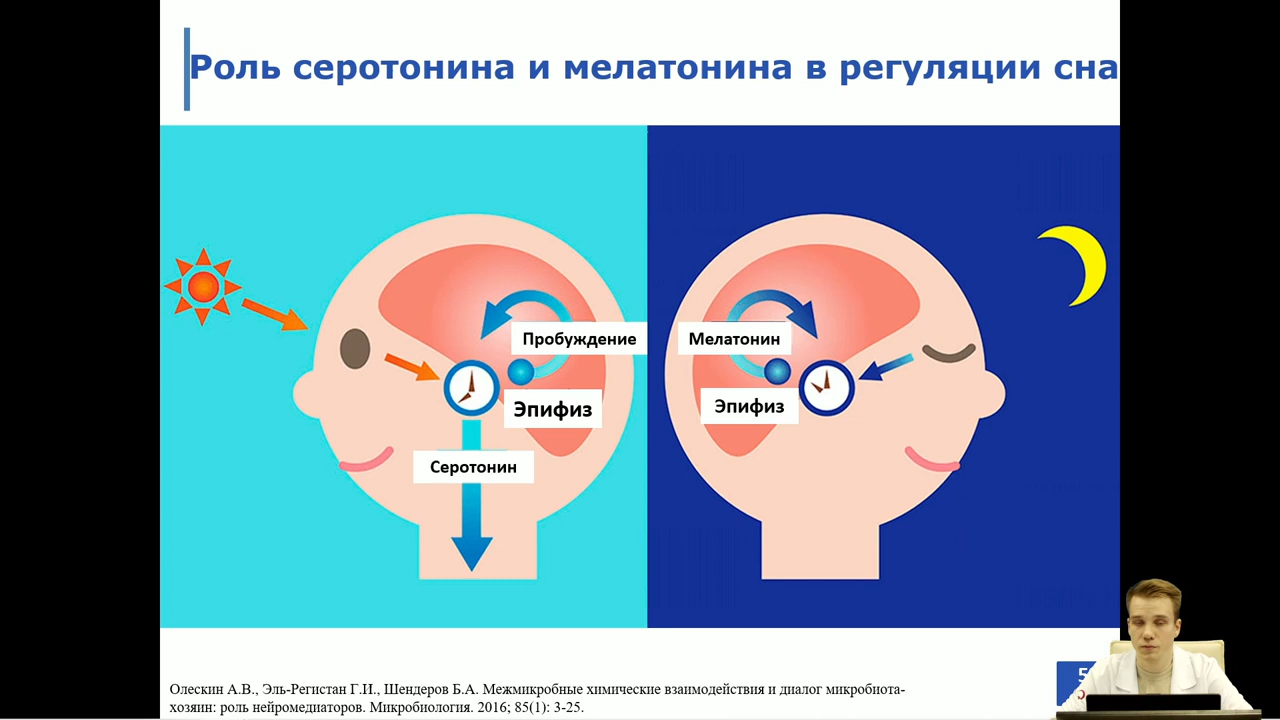 Роль серотонина и мелатонина в регуляции сна
Пробуждение
Мелатонин
Эпифиз
Эпифиз
Серотонин
Олескин А.В., Эль-Регистан Г.И., Шендеров Б.А. Межмикробные химические взаимодействия и диалог микробиота-
хозяин: роль нейромедиаторов. Микробиология. 2016; 85(1): 3-25.